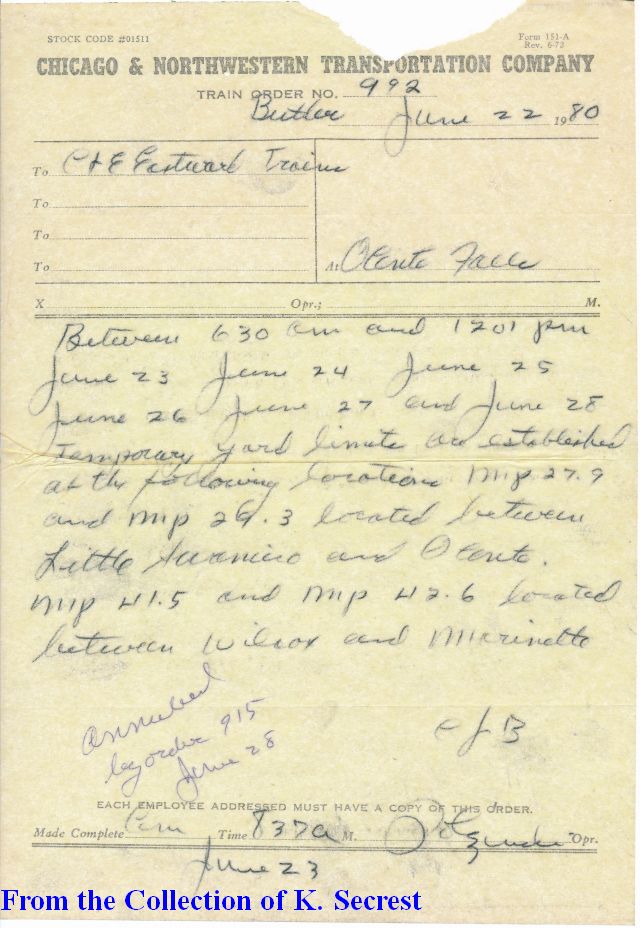 STOCK CODE #01511
Form 151-A
Rev. 6-73
CHICAGO & NORTHWESTERN TRANSPORTATION COMPANY
TRAIN ORDER NO. 992
Butler June 22 1980
To C+E Eastward Trains
To
To
To
At Oconto Falls
X Opr.; M.
Between 630 am and 1201 pm
June 23 June 24 June 25
June 26 June 27 and June 28
Temporary yard limits are established
at the following locations Mp 27.9
and Mp 29.3 located between
Little Suamico and Oconto.
Mp 41.5 and Mp 42.6 located
between Wilcox and Marinette
CJB
Annulled
by order 915
June 28
EACH EMPLOYEE ADDRESSED MUST HAVE A COPY OF THIS ORDER.
Made Complete Com Time 837a M. Opr.
June 23
From the Collection of K. Secrest